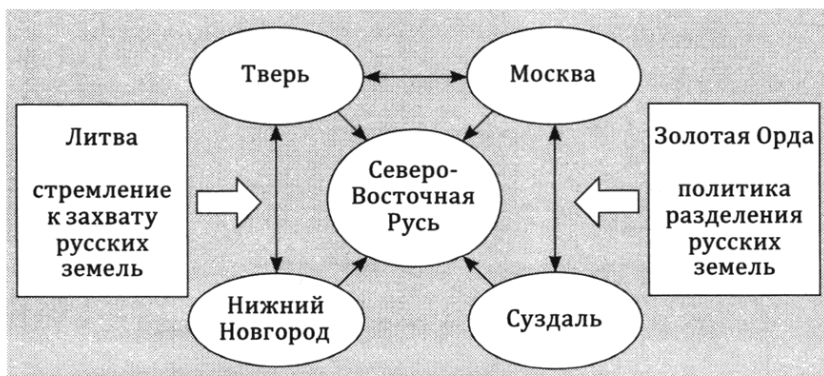 Тверь
Москва
Литва
стремление
к захвату
русских
земель
Северо-
Восточная
Русь
Золотая Орда
политика
разделения
русских
земель
Нижний
Новгород
Суздаль